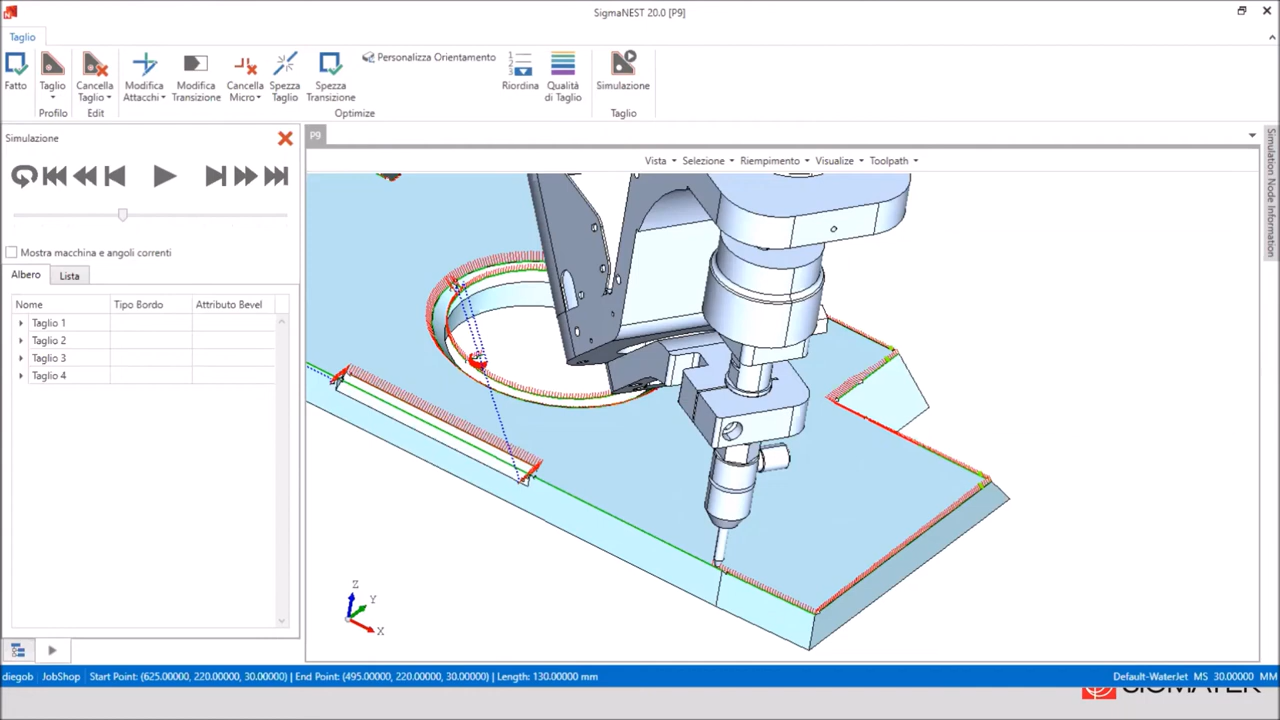 SigmaNEST 20.0 [P9]
Taglio
Fatto
Taglio
Cancella Taglio
Modifica Attacchi
Modifica Transizione
Cancella Micro
Spezza Taglio
Spezza Transizione
Personalizza Orientamento
Riordina
Qualità di Taglio
Simulazione
Profilo
Edit
Optimize
Taglio
Simulazione
P9
Vista
Selezione
Riempimento
Visualize
Toolpath
Simulation Node Information
Mostra macchina e angoli correnti
Albero
Lista
Nome
Tipo Bordo
Attributo Bevel
Taglio 1
Taglio 2
Taglio 3
Taglio 4
Z
Y
X
diegob
JobShop
Start Point: (625.00000, 220.00000, 30.00000) | End Point: (495.00000, 220.00000, 30.00000) | Length: 130.00000 mm
Default-WaterJet MS 30.00000 MM